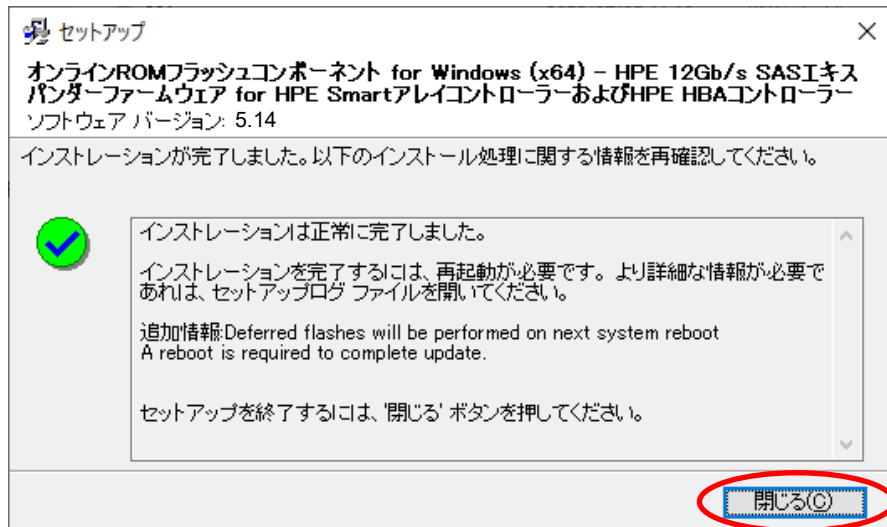 セットアップ
オンラインROMフラッシュコンポーネント for Windows (x64) – HPE 12Gb/s SASエキス
パンダーファームウェア for HPE Smartアレイコントローラーおよび HPE HBAコントローラー
ソフトウェア バージョン: 5.14
インストレーションが完了しました。以下のインストール処理に関する情報を再確認してください。
インストレーションは正常に完了しました。
インストレーションを完了するには、再起動が必要です。より詳細な情報が必要で
あれは、セットアップログ ファイルを開いてください。
追加情報:Deferred flashes will be performed on next system reboot
A reboot is required to complete update.
セットアップを終了するには、'閉じる' ボタンを押してください。
閉じる(C)